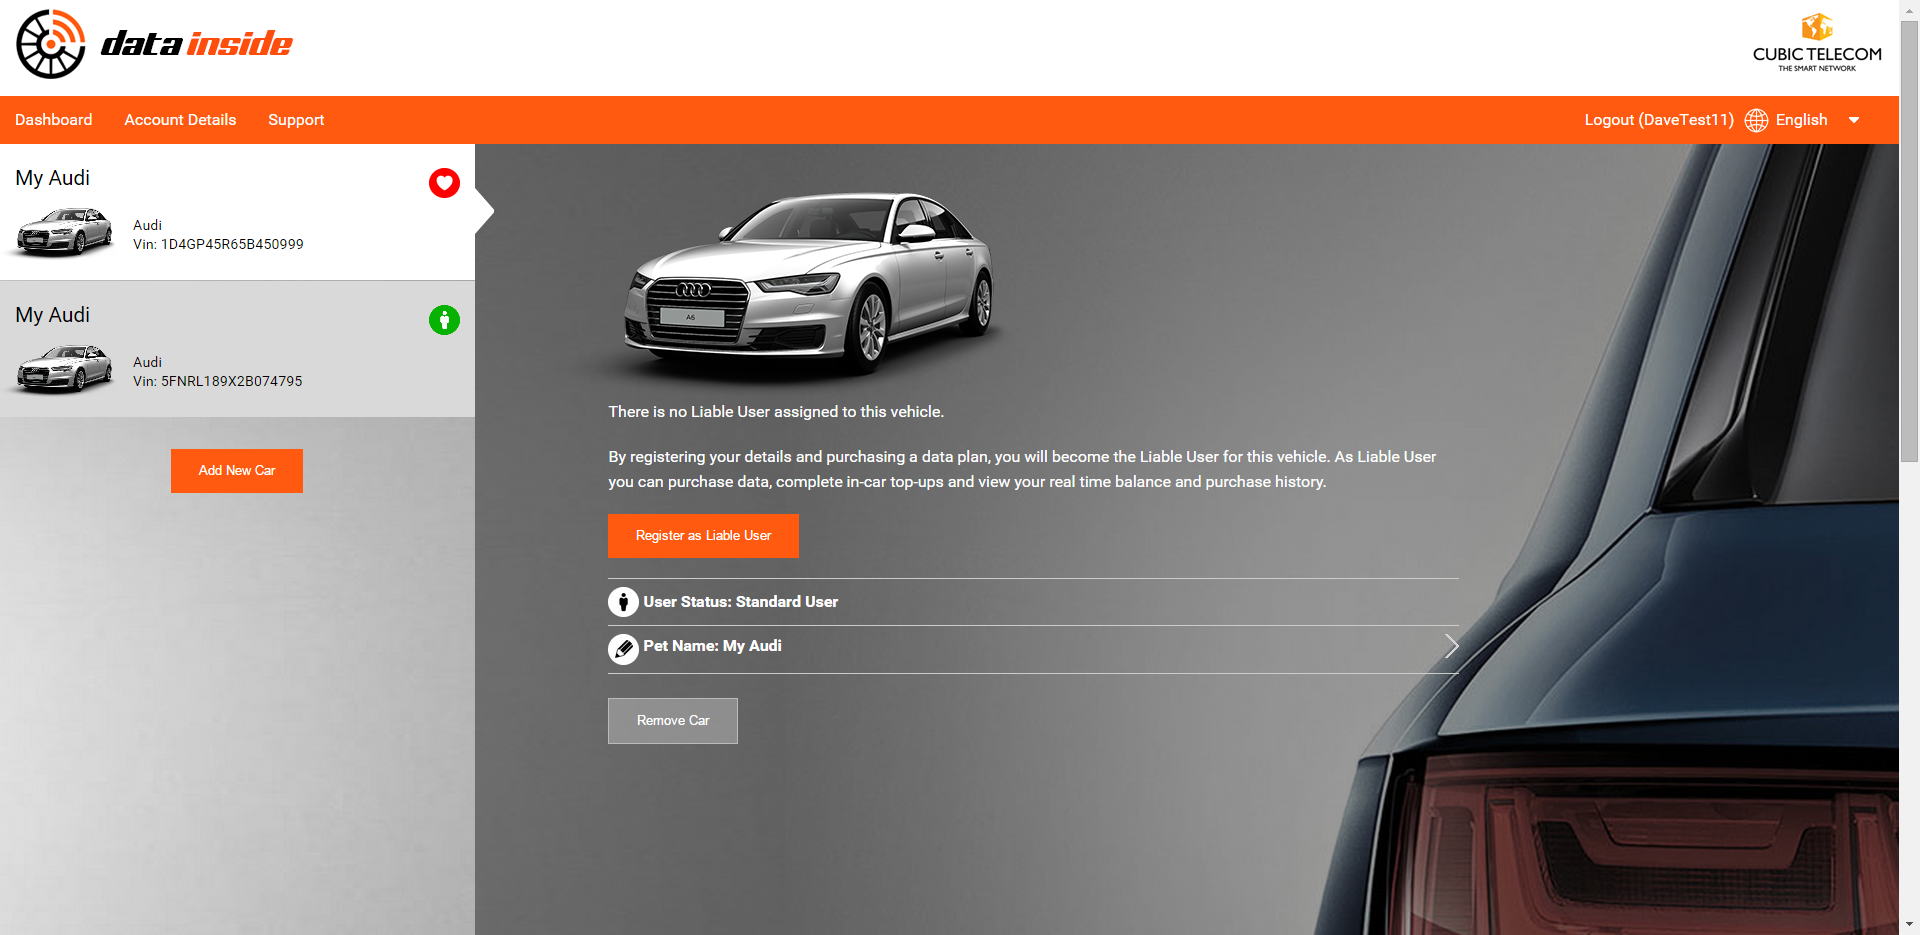 data inside
CUBIC TELECOM
THE SMART NETWORK
Dashboard
Account Details
Support
Logout (DaveTest11)
English
My Audi
Audi
Vin: 1D4GP45R65B450999
My Audi
Audi
Vin: 5FNRL189X2B074795
Add New Car
A6
There is no Liable User assigned to this vehicle.
By registering your details and purchasing a data plan, you will become the Liable User for this vehicle. As Liable User
you can purchase data, complete in-car top-ups and view your real time balance and purchase history.
Register as Liable User
User Status: Standard User
Pet Name: My Audi
Remove Car